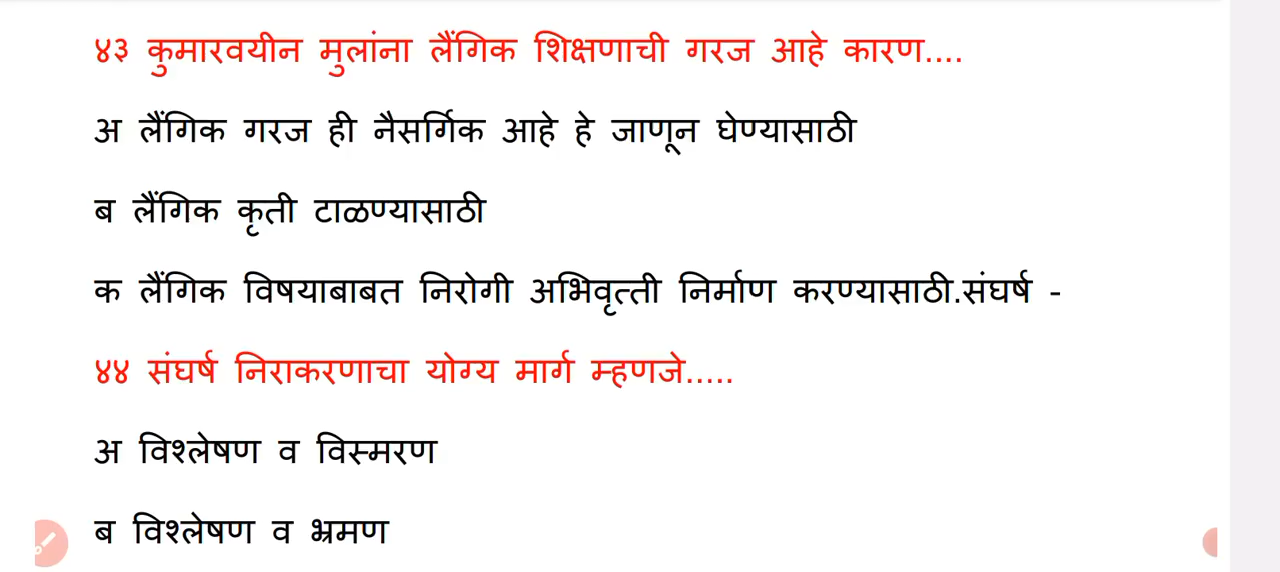 ४३ कुमारवयीन मुलांना लैंगिक शिक्षणाची गरज आहे कारण....
अ लैंगिक गरज ही नैसर्गिक आहे हे जाणून घेण्यासाठी
ब लैंगिक कृती टाळण्यासाठी
क लैंगिक विषयाबाबत निरोगी अभिवृत्ती निर्माण करण्यासाठी.संघर्ष -
४४ संघर्ष निराकरणाचा योग्य मार्ग म्हणजे.....
अ विश्लेषण व विस्मरण
ब विश्लेषण व भ्रमण